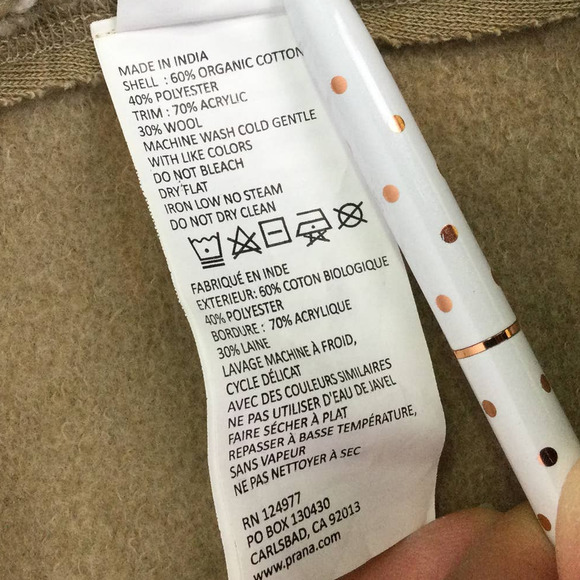 MADE IN INDIA
SHELL : 60% ORGANIC COTTON
40% POLYESTER
TRIM : 70% ACRYLIC
30% WOOL
MACHINE WASH COLD GENTLE
WITH LIKE COLORS
DO NOT BLEACH
DRY FLAT
IRON LOW NO STEAM
DO NOT DRY CLEAN
FABRIQUÉ EN INDE
EXTERIEUR: 60% COTON BIOLOGIQUE
40% POLYESTER
BORDURE : 70% ACRYLIQUE
30% LAINE
LAVAGE MACHINE À FROID,
CYCLE DÉLICAT
AVEC DES COULEURS SIMILAIRES
NE PAS UTILISER D'EAU DE JAVEL
FAIRE SÉCHER À PLAT
REPASSER À BASSE TEMPÉRATURE,
SANS VAPEUR
NE PAS NETTOYER À SEC
RN 124977
PO BOX 130430
CARLSBAD, CA 92013
www.prana.com